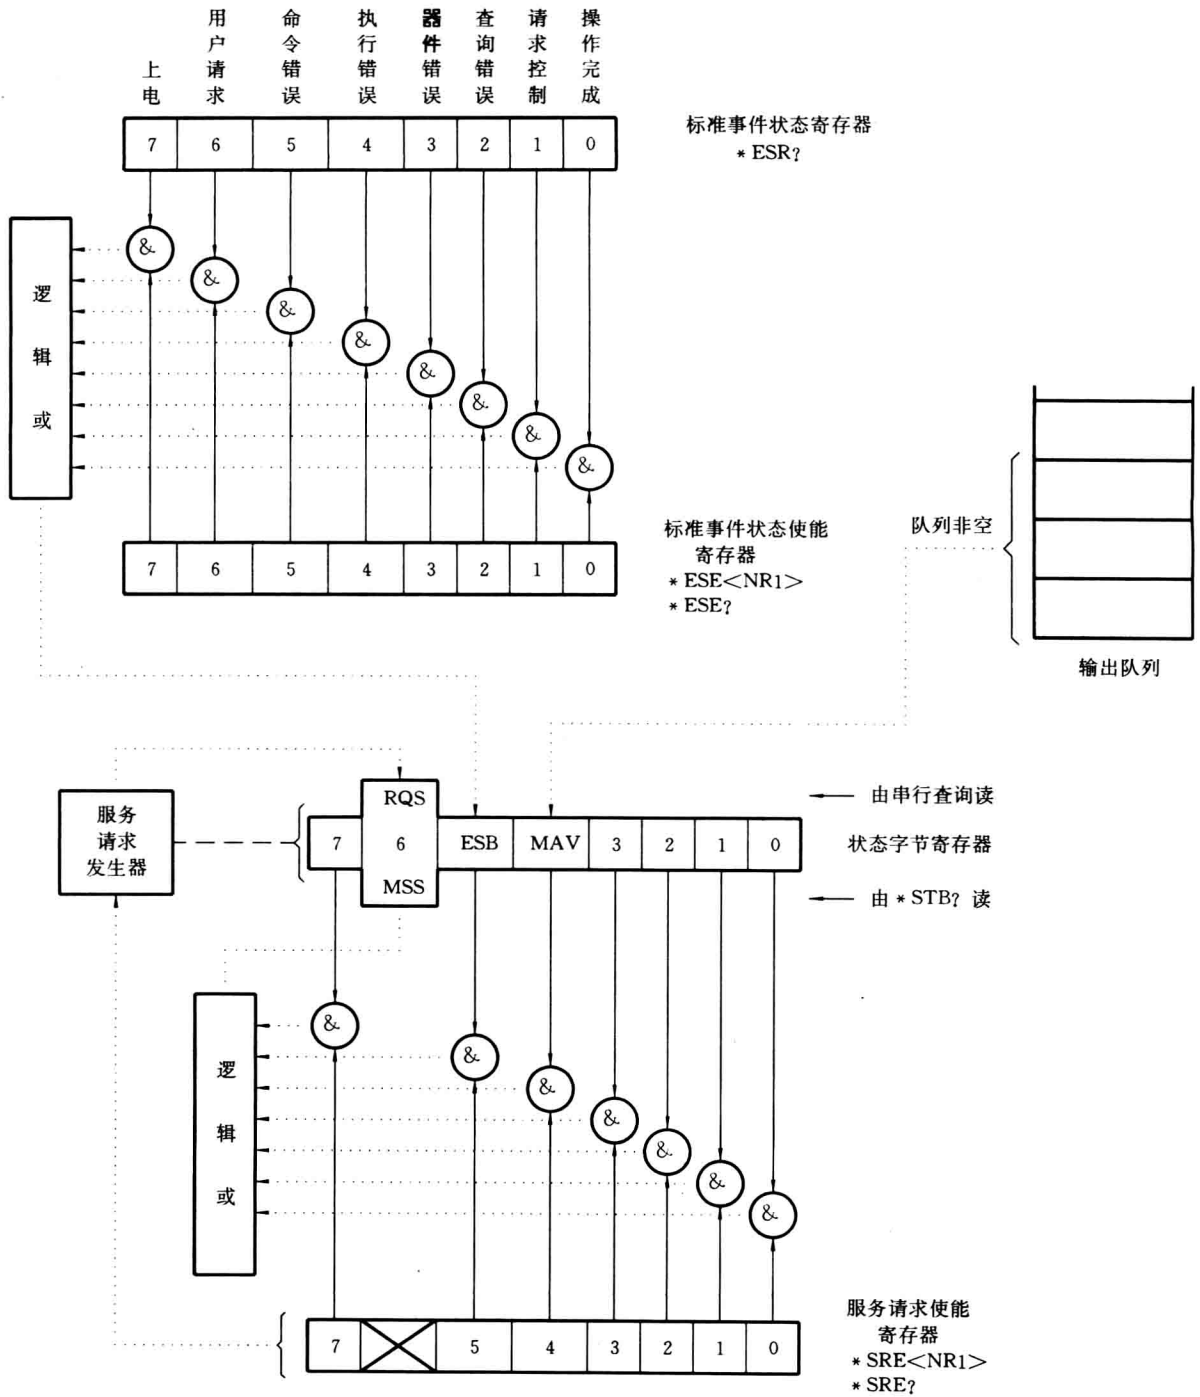 上电
用户请求
命令错误
执行错误
器件错误
查询错误
请求控制
操作完成
7 6 5 4 3 2 1 0
标准事件状态寄存器
* ESR?
&
&
&
&
&
&
&
&
逻辑或
7 6 5 4 3 2 1 0
标准事件状态使能
寄存器
* ESE<NR1>
* ESE?
队列非空
输出队列
服务
请求
发生器
RQS
7 6 ESB MAV 3 2 1 0
MSS
由串行查询读
状态字节寄存器
由 * STB? 读
&
&
&
&
&
&
&
逻辑或
7 5 4 3 2 1 0
服务请求使能
寄存器
* SRE<NR1>
* SRE?